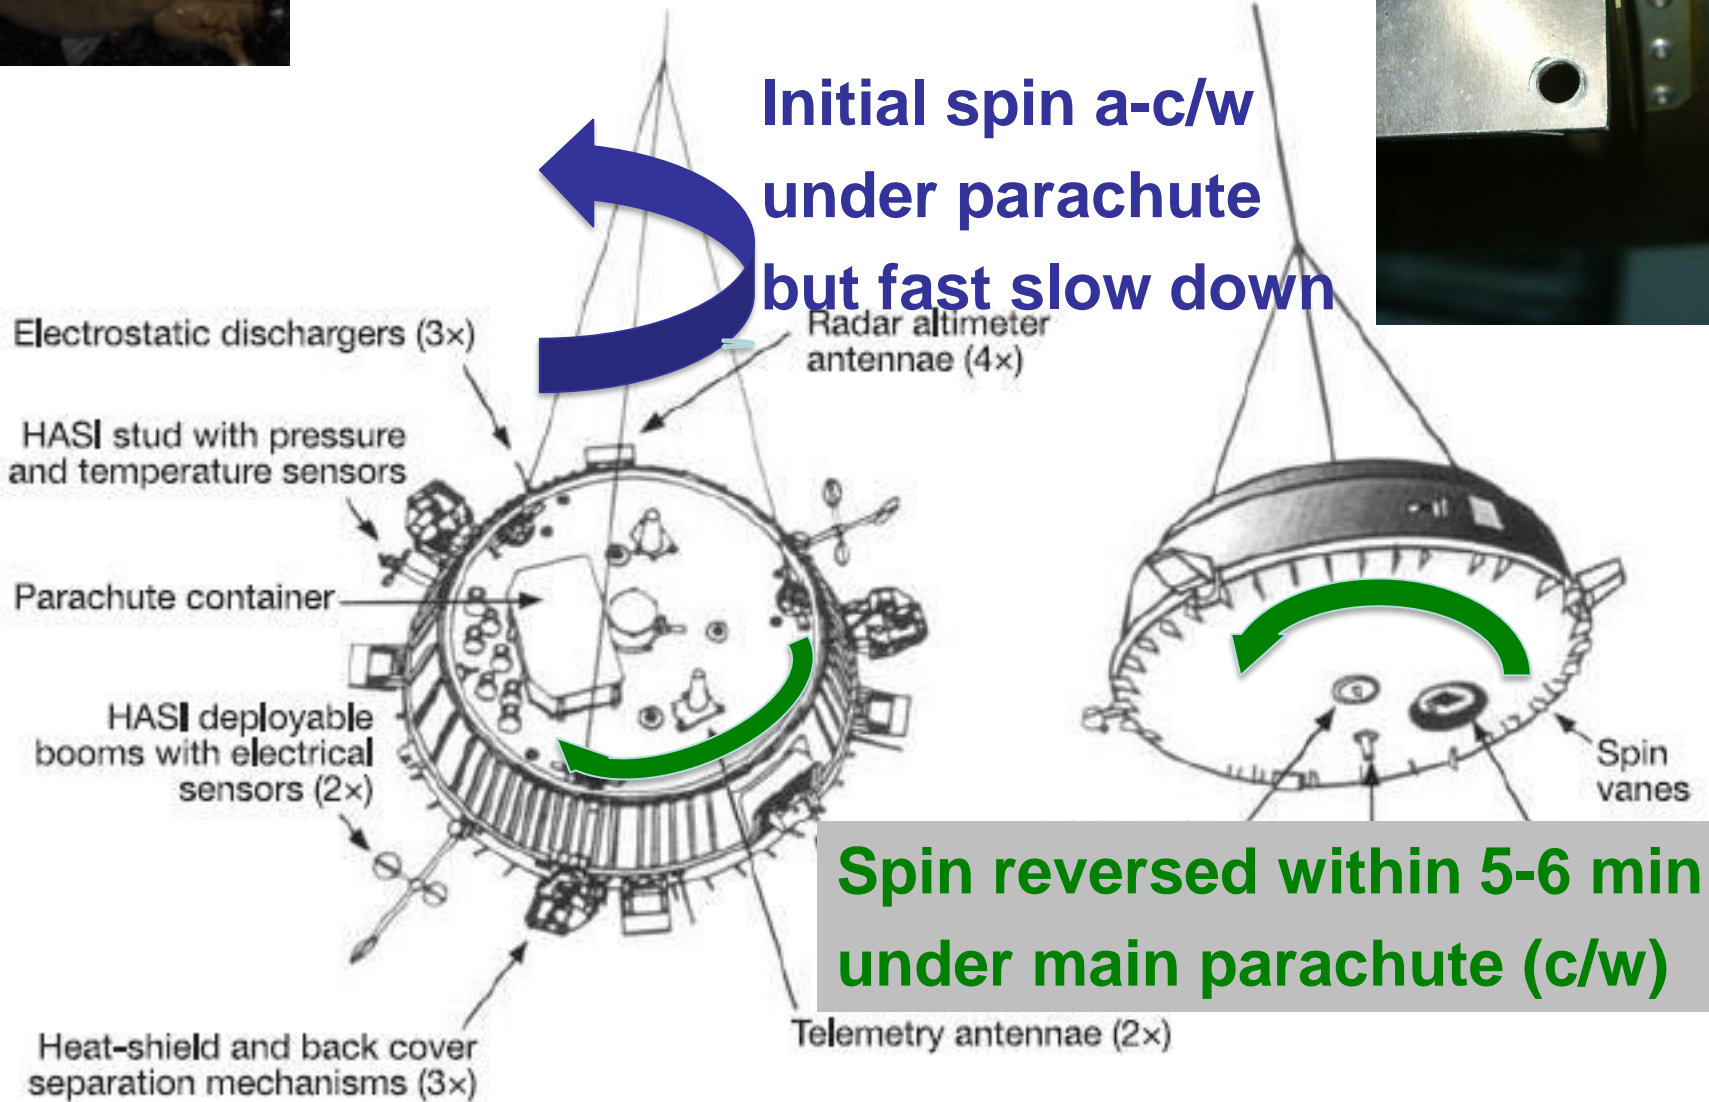 Initial spin a-c/w
under parachute
but fast slow down
Electrostatic dischargers (3×)
Radar altimeter
antennae (4×)
HASI stud with pressure
and temperature sensors
Parachute container
HASI deployable
booms with electrical
sensors (2×)
Spin
vanes
Spin reversed within 5-6 min
under main parachute (c/w)
Telemetry antennae (2×)
Heat-shield and back cover
separation mechanisms (3×)